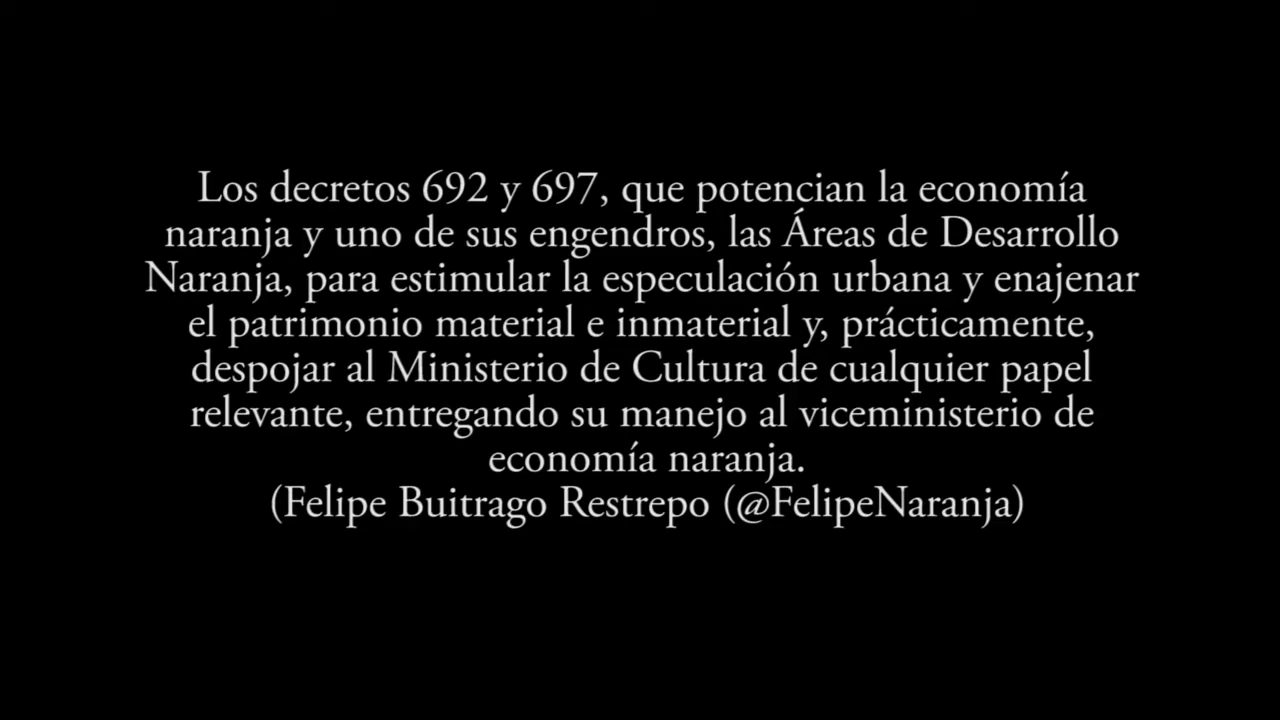 Los decretos 692 y 697, que potencian la economía
naranja y uno de sus engendros, las Áreas de Desarrollo
Naranja, para estimular la especulación urbana y enajenar
el patrimonio material e inmaterial y, prácticamente,
despojar al Ministerio de Cultura de cualquier papel
relevante, entregando su manejo al viceministerio de
economía naranja.
(Felipe Buitrago Restrepo (@FelipeNaranja)